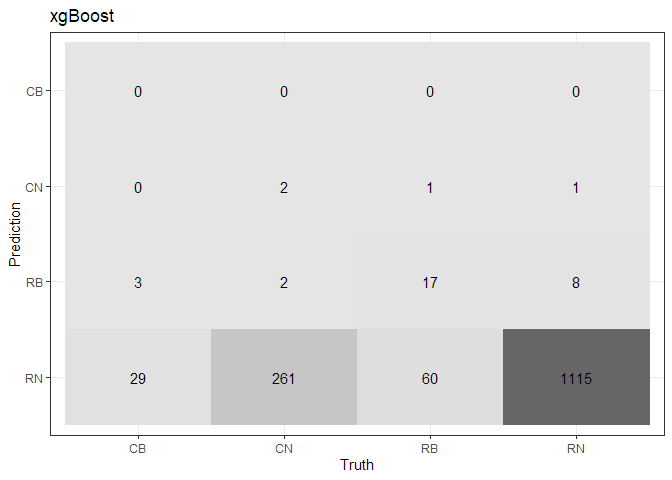 xgBoost
CB 0 0 0 0
CN 0 2 1 1
Prediction
RB 3 2 17 8
RN 29 261 60 1115
CB CN RB RN
Truth